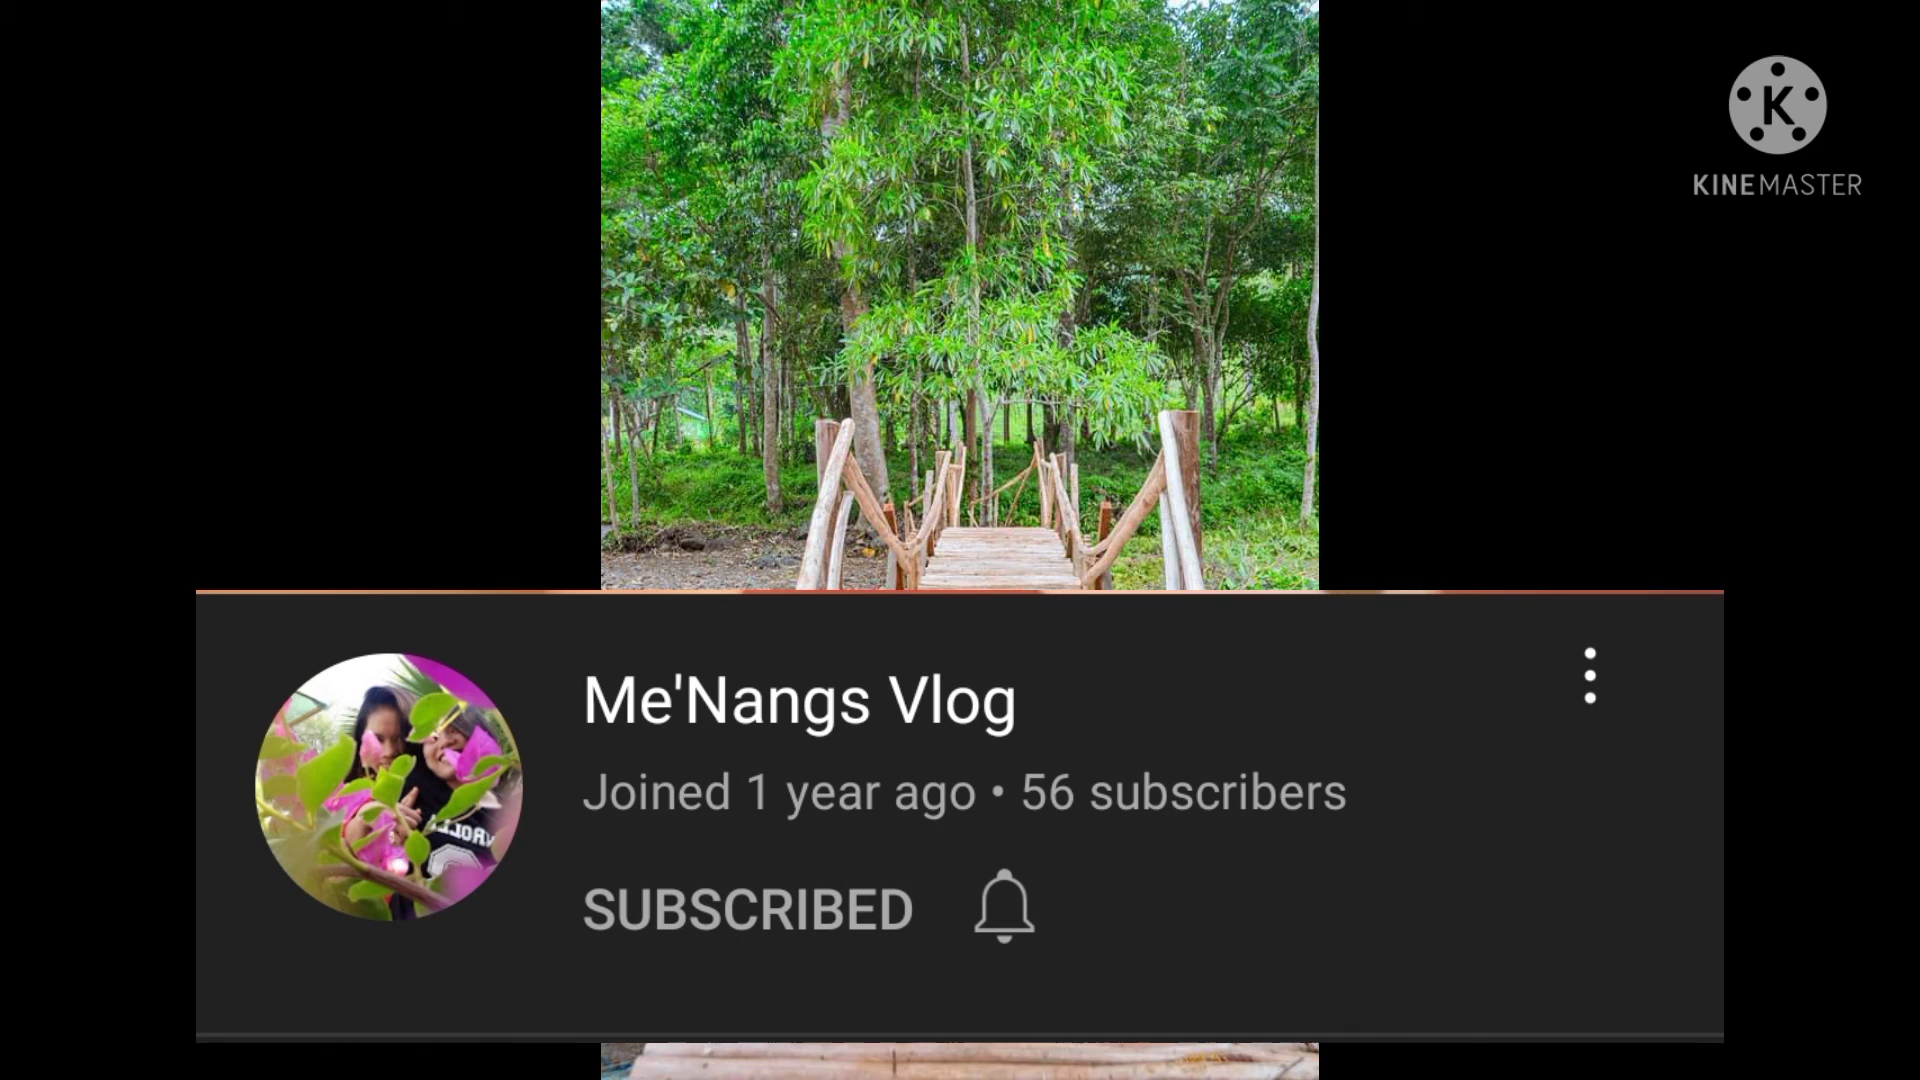 K
KINEMASTER
Me'Nangs Vlog
Joined 1 year ago • 56 subscribers
SUBSCRIBED